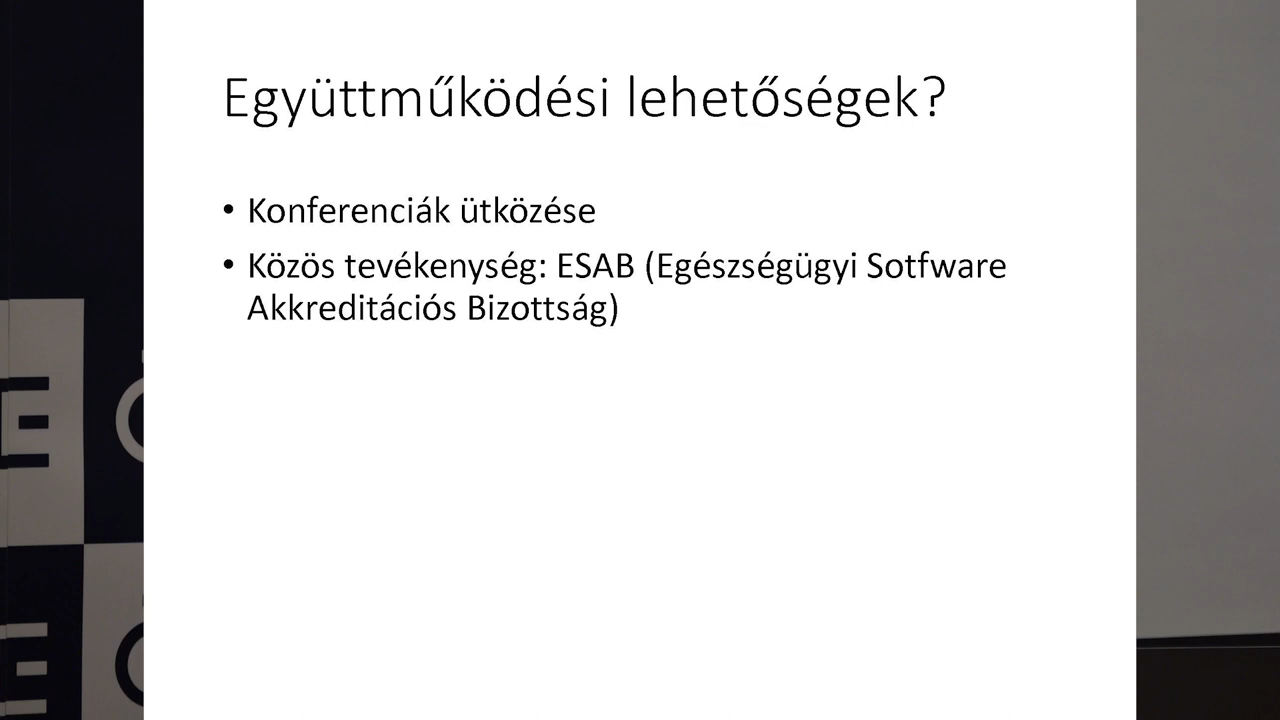 Együttműködési lehetőségek?
• Konferenciák ütközése
• Közös tevékenység: ESAB (Egészségügyi Sotfware
Akkreditációs Bizottság)